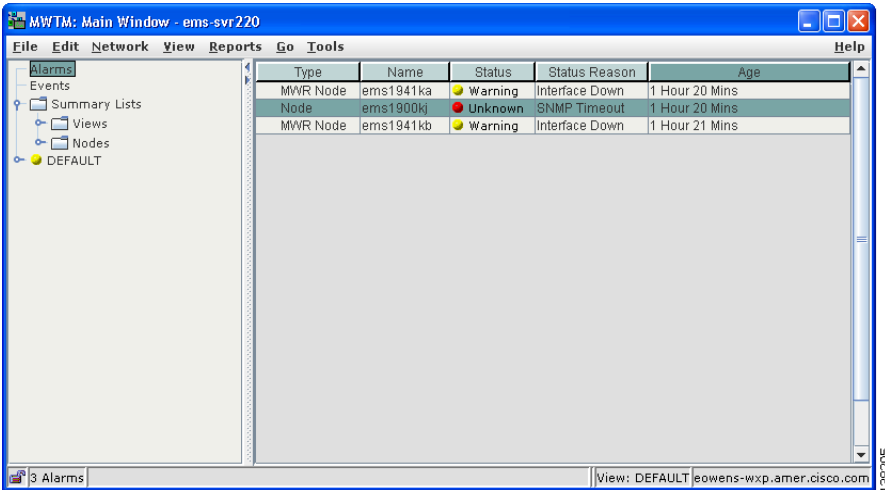 MWTM: Main Window - ems-svr220
File Edit Network View Reports Go Tools Help
Alarms
Events
Summary Lists
Views
Nodes
DEFAULT
Type Name Status Status Reason Age
MWR Node ems1941ka Warning Interface Down 1 Hour 20 Mins
Node ems1900kj Unknown SNMP Timeout 1 Hour 20 Mins
MWR Node ems1941kb Warning Interface Down 1 Hour 21 Mins
3 Alarms View: DEFAULT eowens-wxp.amer.cisco.com